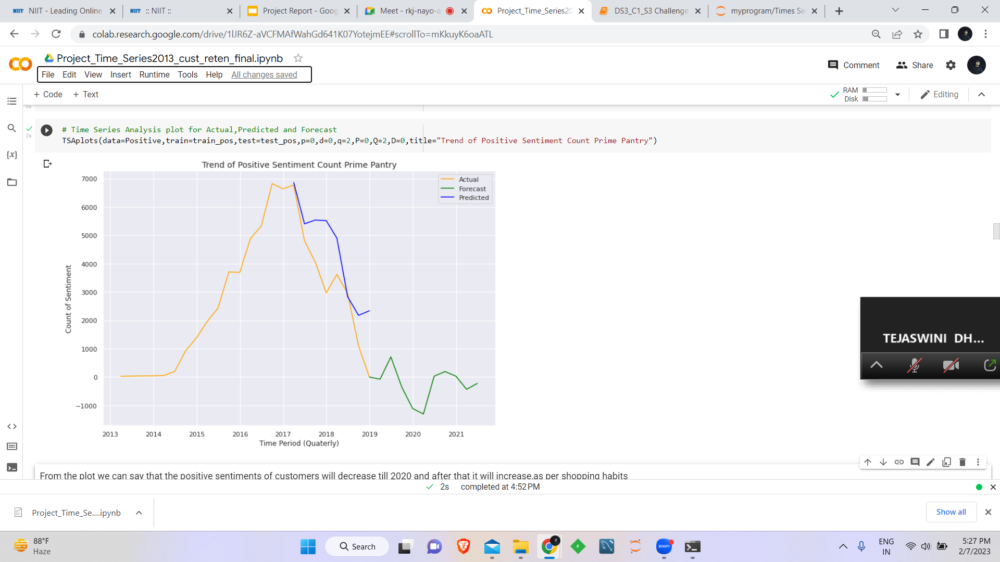 NIIT NIIT - Leading Online
NIIT :: NIIT ::
Project Report - Goog
Meet - rkj-nayo-a
Project_Time_Series20
DS3_C1_S3 Challenge
myprogram/Times Se
colab.research.google.com/drive/1lJR6Z-aVCFMAfWahGd641K07YotejmEE#scrollTo=mKkuyK6oaATL
Project_Time_Series2013_cust_reten_final.ipynb
Comment
Share
File Edit View Insert Runtime Tools Help All changes saved
+ Code + Text
RAM
Disk
Editing
0s
2s
{x}
# Time Series Analysis plot for Actual,Predicted and Forecast
TSAplots(data=Positive,train=train_pos,test=test_pos,p=0,d=0,q=2,P=0,Q=2,D=0,title="Trend of Positive Sentiment Count Prime Pantry")
Trend of Positive Sentiment Count Prime Pantry
Actual
Forecast
Predicted
7000
6000
5000
4000
3000
2000
1000
0
−1000
Count of Sentiment
2013 2014 2015 2016 2017 2018 2019 2020 2021
Time Period (Quaterly)
TEJASWINI DH...
From the plot we can say that the positive sentiments of customers will decrease till 2020 and after that it will increase.as per shopping habits
2s completed at 4:52 PM
Project_Time_Se....ipynb
Show all
88°F
Haze
Search
zoom
ENG
IN
5:27 PM
2/7/2023